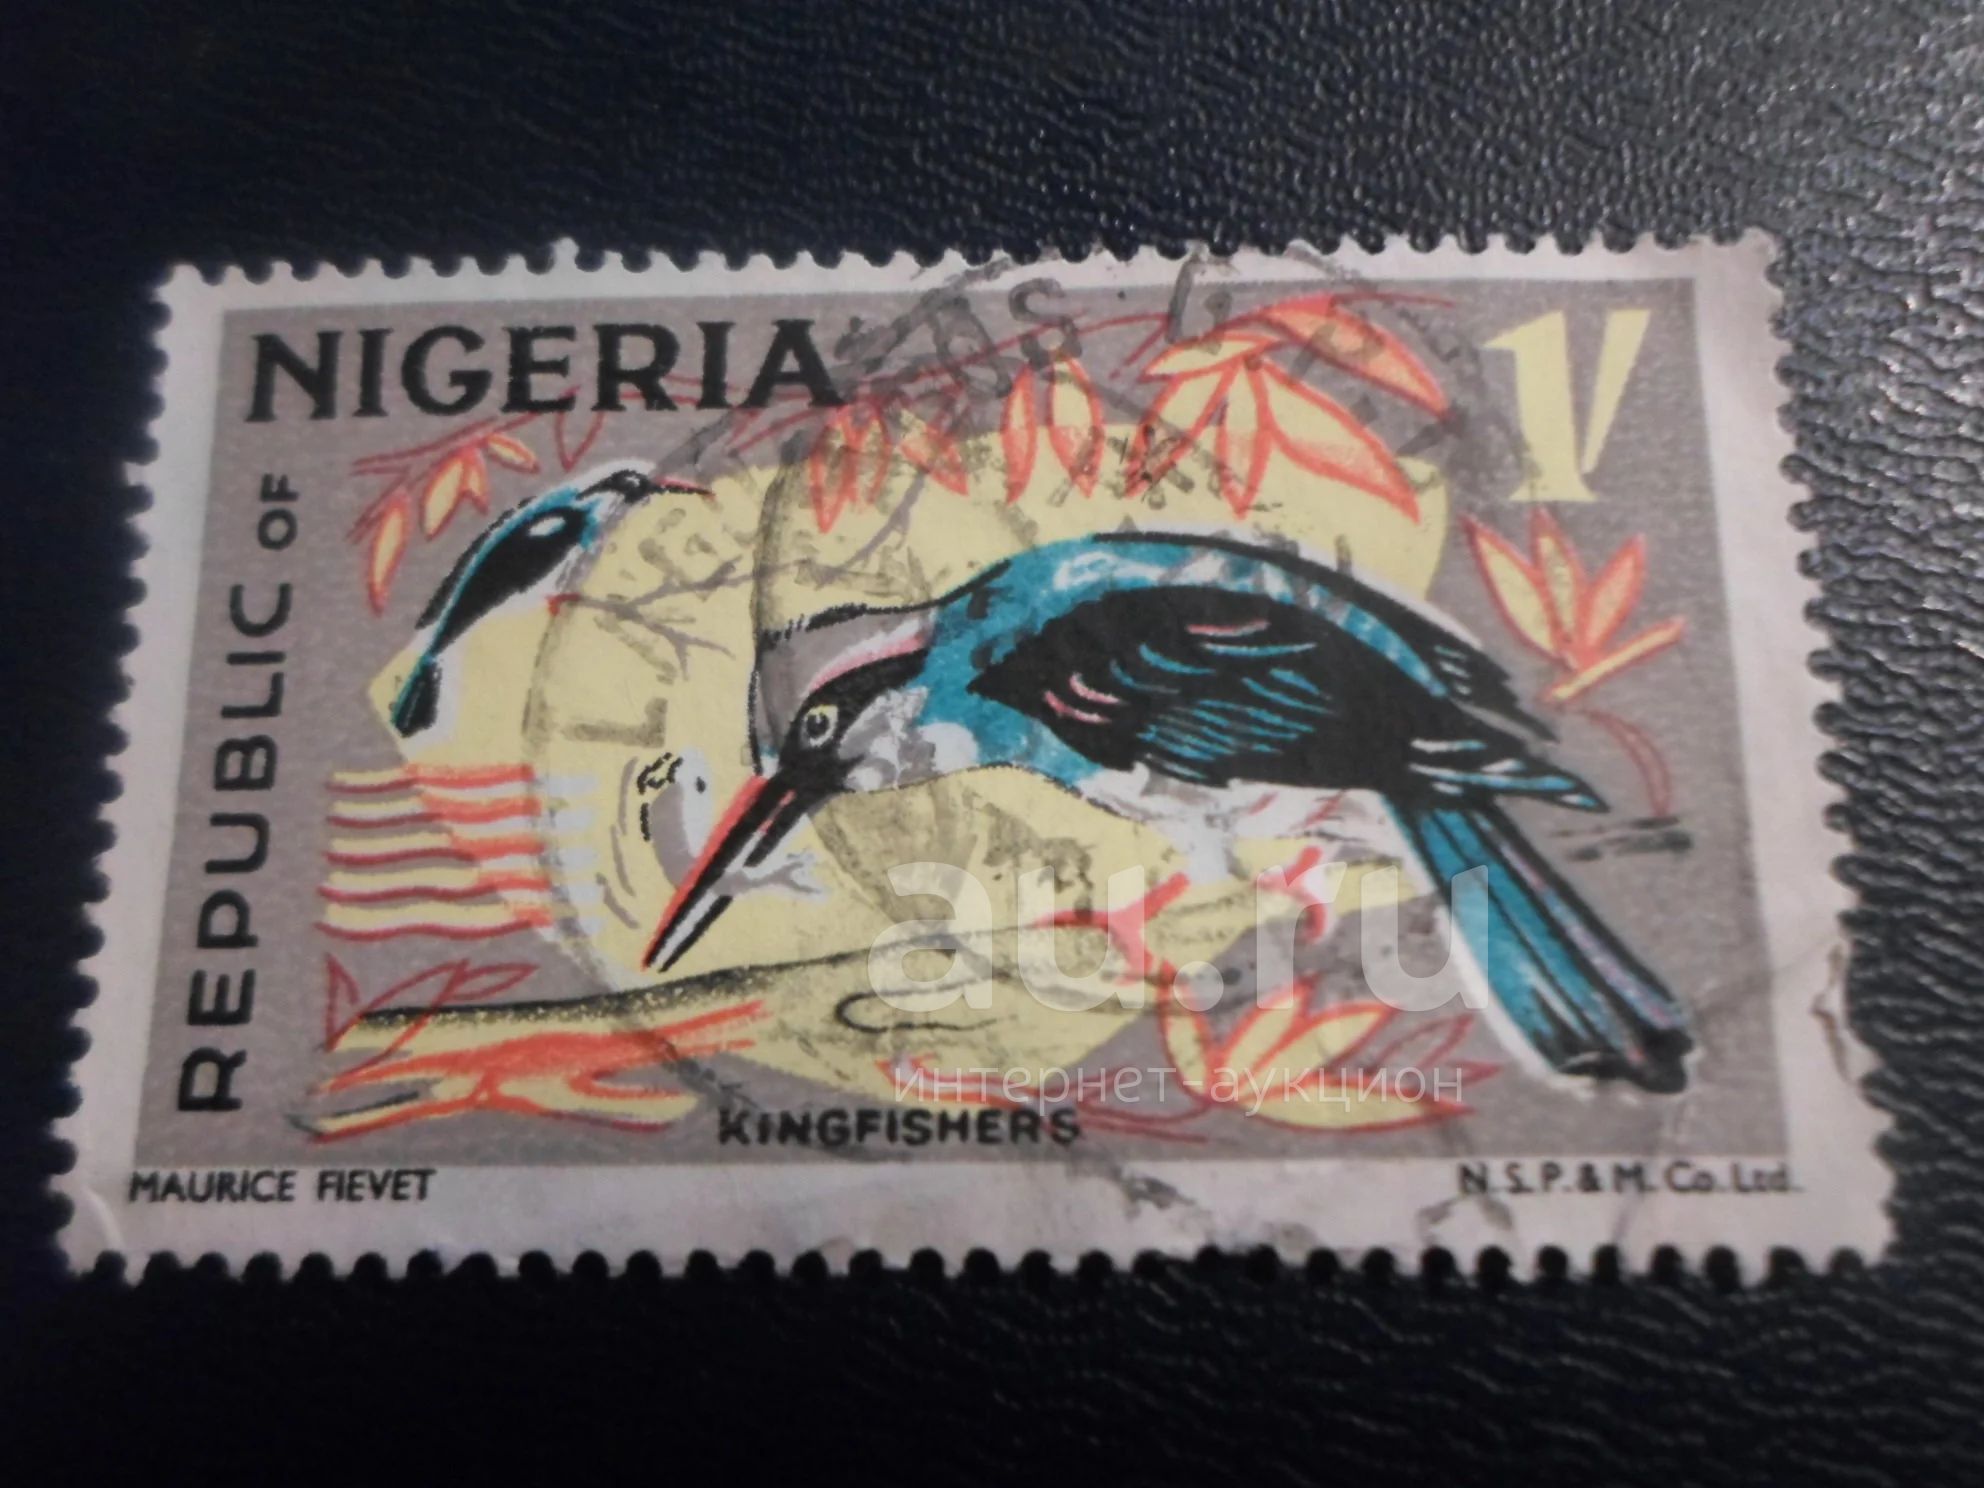 NIGERIA
1/
REPUBLIC OF
KINGFISHERS
MAURICE FIEVET
N.S.P.&M.Co.Ltd.
au.ru
интернет-аукцион